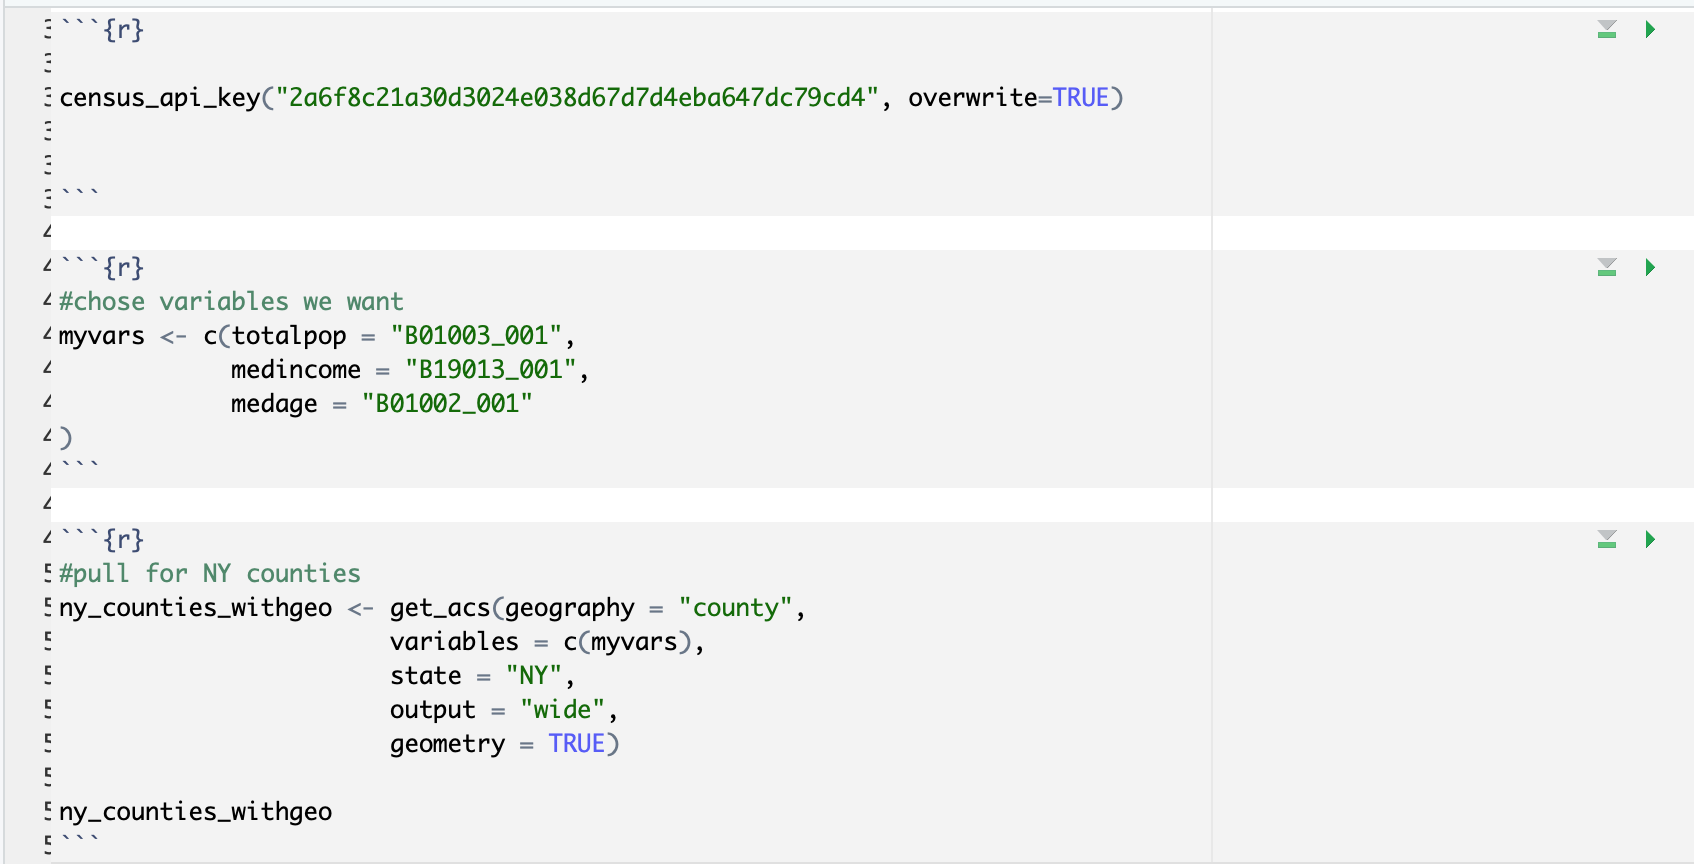 ```{r}
census_api_key("2a6f8c21a30d3024e038d67d7d4eba647dc79cd4", overwrite=TRUE)
```
```{r}
#chose variables we want
myvars <- c(totalpop = "B01003_001",
medincome = "B19013_001",
medage = "B01002_001"
)
```
```{r}
#pull for NY counties
ny_counties_withgeo <- get_acs(geography = "county",
variables = c(myvars),
state = "NY",
output = "wide",
geometry = TRUE)
ny_counties_withgeo
```